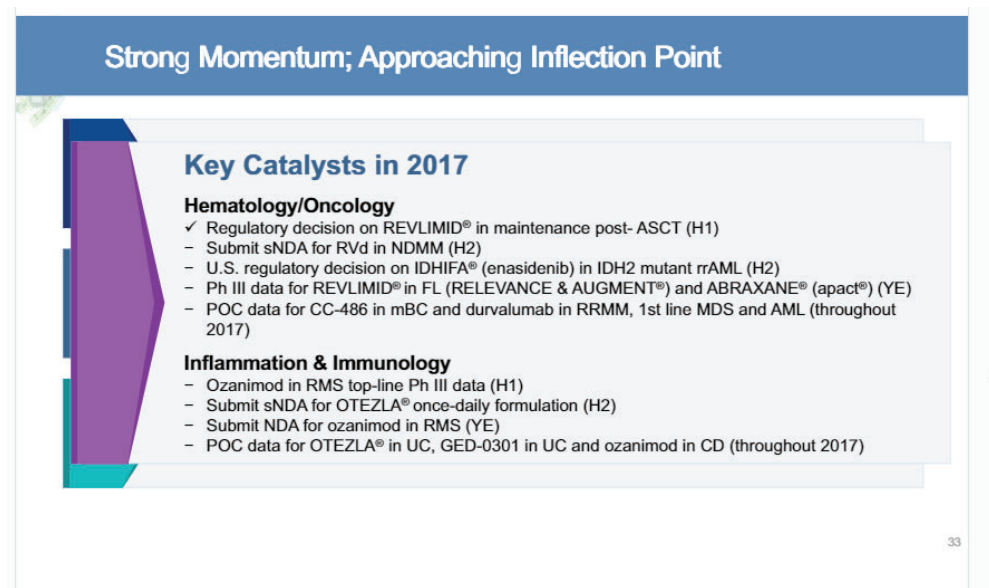 Strong Momentum; Approaching Inflection Point
Key Catalysts in 2017
Hematology/Oncology
✓ Regulatory decision on REVLIMID® in maintenance post- ASCT (H1)
− Submit sNDA for RVd in NDMM (H2)
− U.S. regulatory decision on IDHIFA® (enasidenib) in IDH2 mutant rrAML (H2)
− Ph III data for REVLIMID® in FL (RELEVANCE & AUGMENT®) and ABRAXANE® (apact®) (YE)
− POC data for CC-486 in mBC and durvalumab in RRMM, 1st line MDS and AML (throughout
2017)
Inflammation & Immunology
− Ozanimod in RMS top-line Ph III data (H1)
− Submit sNDA for OTEZLA® once-daily formulation (H2)
− Submit NDA for ozanimod in RMS (YE)
− POC data for OTEZLA® in UC, GED-0301 in UC and ozanimod in CD (throughout 2017)
33